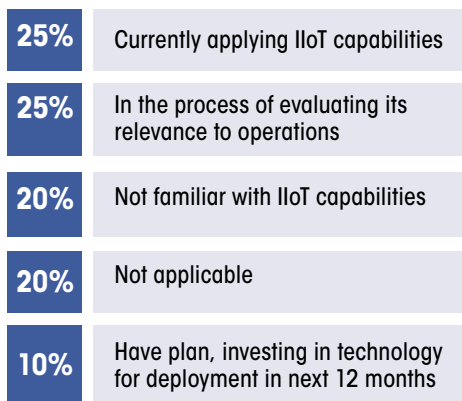 25%
Currently applying IIoT capabilities
25%
In the process of evaluating its
relevance to operations
20%
Not familiar with IIoT capabilities
20%
Not applicable
10%
Have plan, investing in technology
for deployment in next 12 months